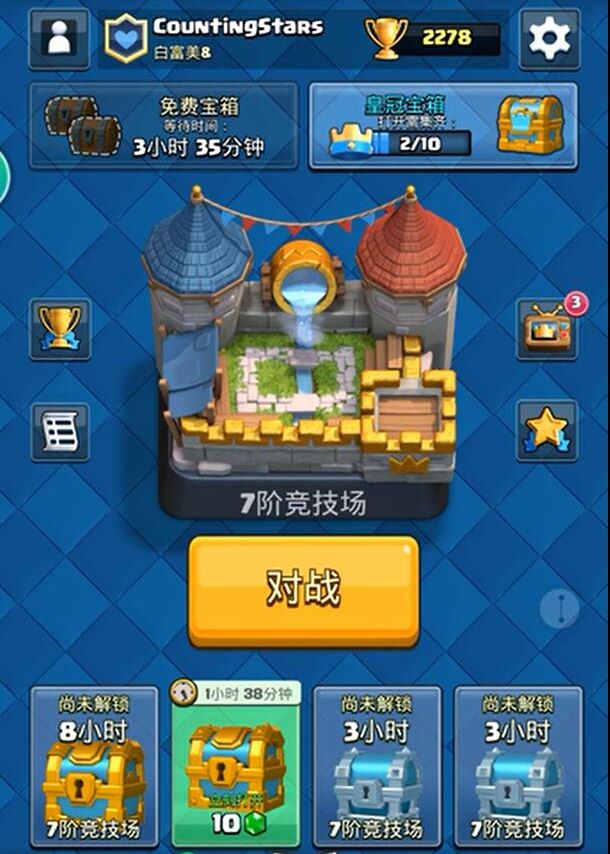 CountingStars
白富美8
2278
免费宝箱
等待时间：
3小时 35分钟
皇冠宝箱
打开需集齐：
2/10
3
7阶竞技场
对战
尚未解锁
8小时
7阶竞技场
1小时 38分钟
立刻打开
10
尚未解锁
3小时
7阶竞技场
尚未解锁
3小时
7阶竞技场